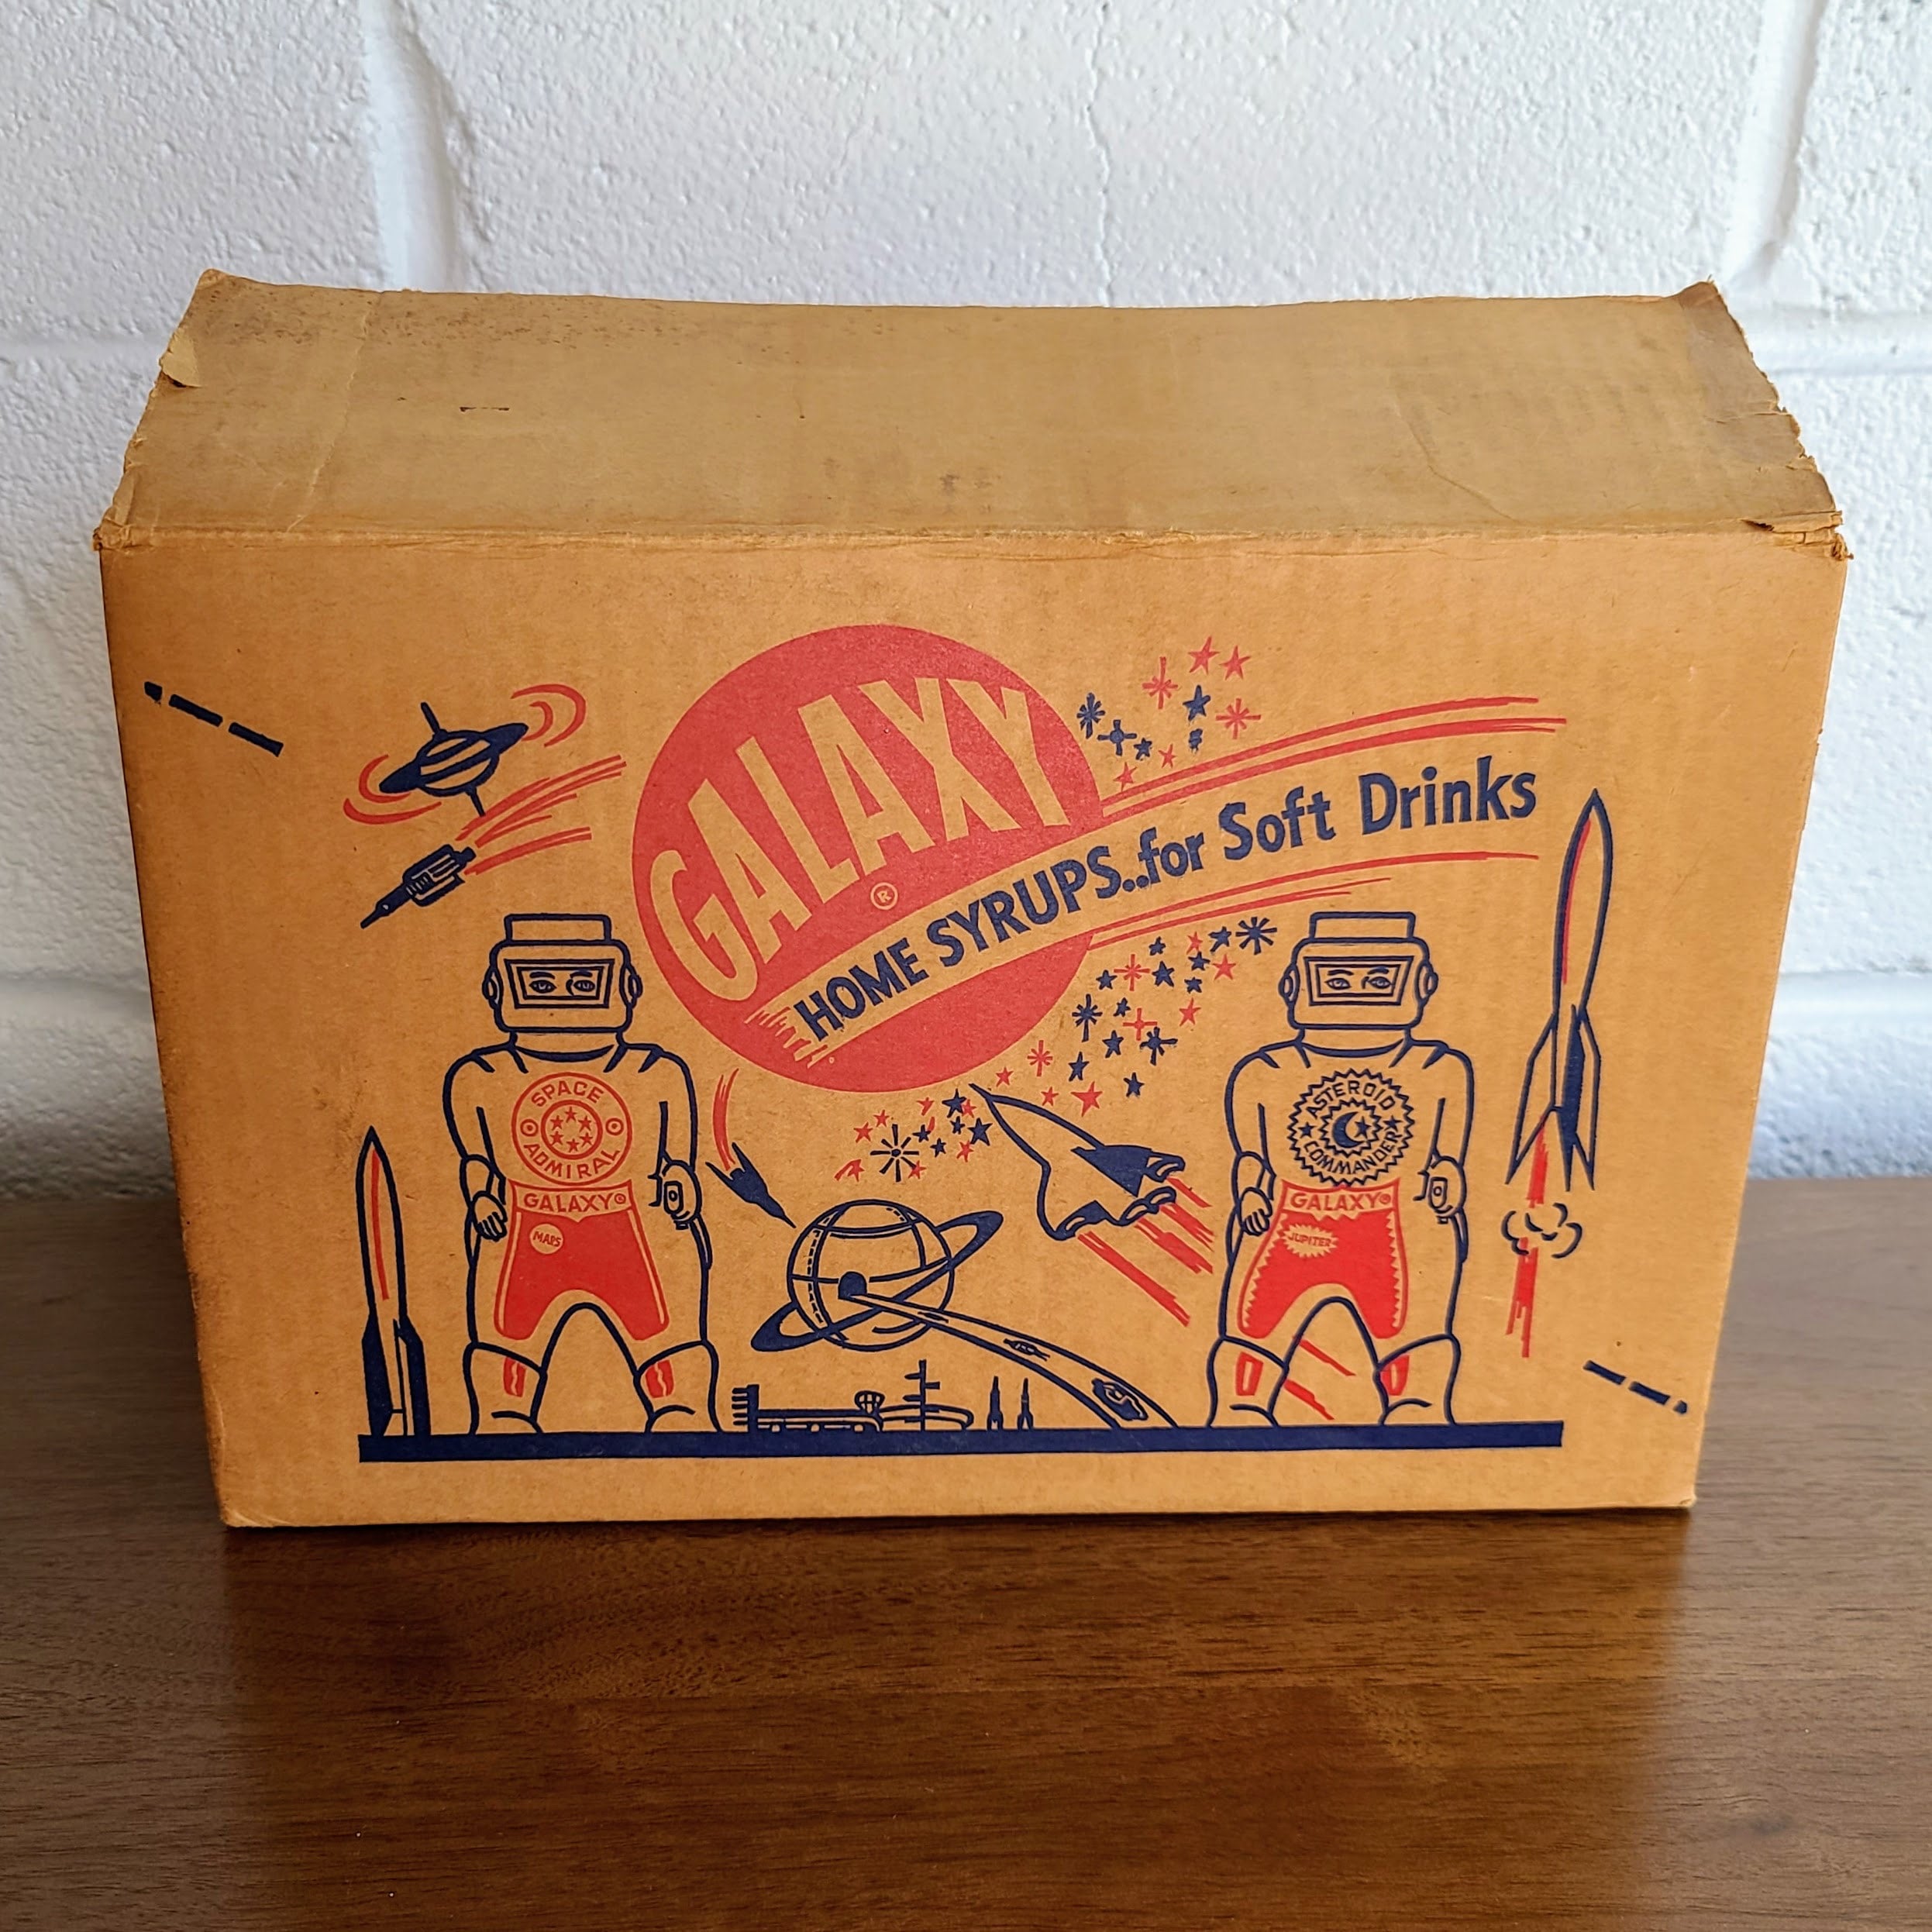 GALAXY
®
HOME SYRUPS..for Soft Drinks
SPACE
ADMIRAL
GALAXY®
MARS
ASTEROID
COMMANDER
GALAXY®
JUPITER